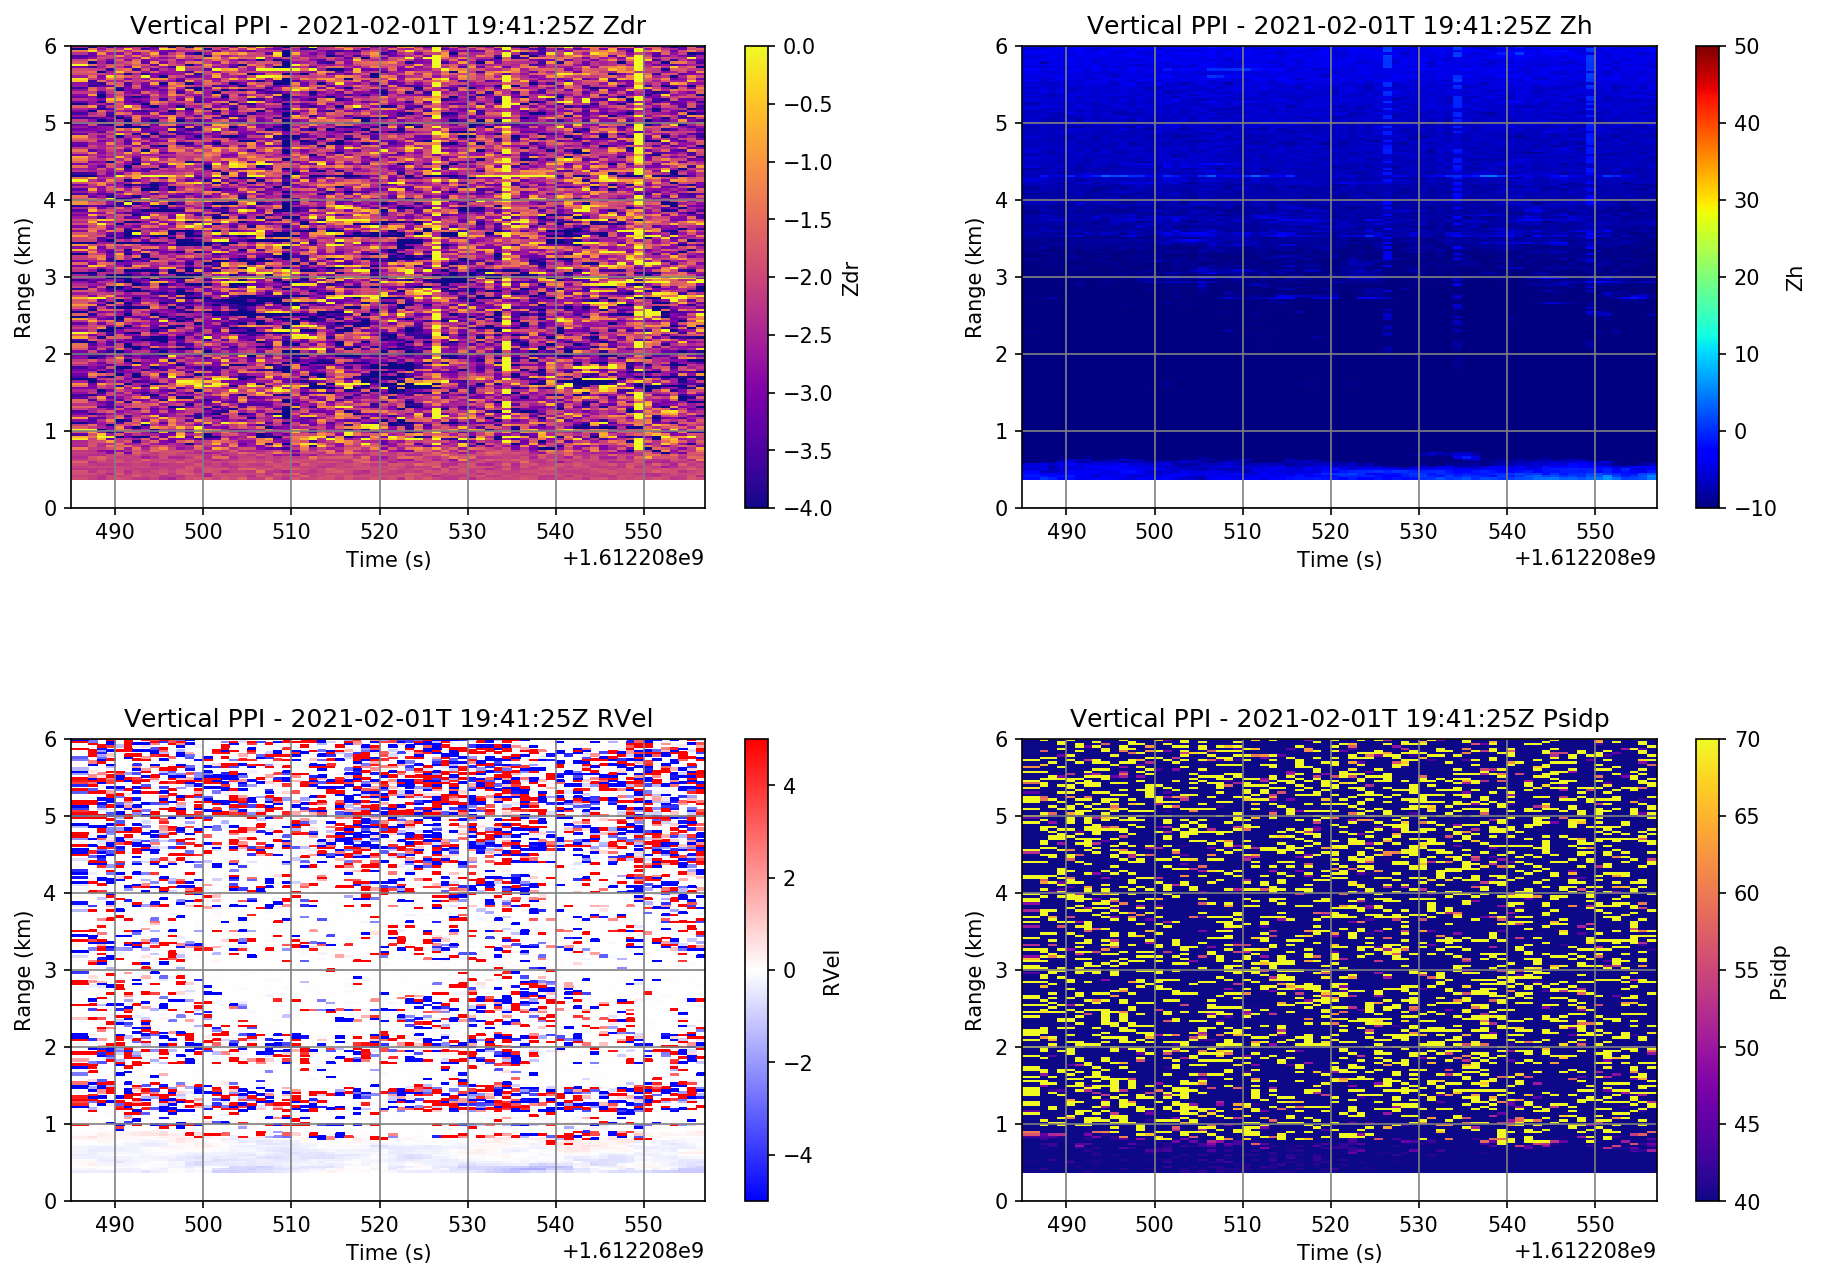 Vertical PPI - 2021-02-01T 19:41:25Z Zdr
6
5
4
3
2
1
0
Range (km)
490 500 510 520 530 540 550
Time (s)
+1.612208e9
0.0
−0.5
−1.0
−1.5
−2.0
−2.5
−3.0
−3.5
−4.0
Zdr
Vertical PPI - 2021-02-01T 19:41:25Z Zh
6
5
4
3
2
1
0
Range (km)
490 500 510 520 530 540 550
Time (s)
+1.612208e9
50
40
30
20
10
0
−10
Zh
Vertical PPI - 2021-02-01T 19:41:25Z RVel
6
5
4
3
2
1
0
Range (km)
490 500 510 520 530 540 550
Time (s)
+1.612208e9
4
2
0
−2
−4
RVel
Vertical PPI - 2021-02-01T 19:41:25Z Psidp
6
5
4
3
2
1
0
Range (km)
490 500 510 520 530 540 550
Time (s)
+1.612208e9
70
65
60
55
50
45
40
Psidp